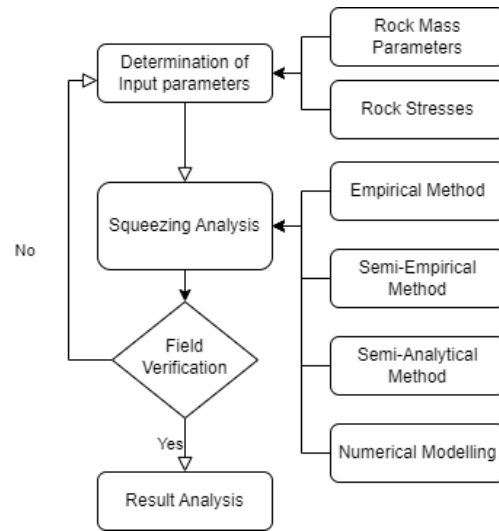 Determination of
Input parameters
Rock Mass
Parameters
Rock Stresses
Squeezing Analysis
Empirical Method
No
Semi-Empirical
Method
Field
Verification
Semi-Analytical
Method
Yes
Numerical Modelling
Result Analysis